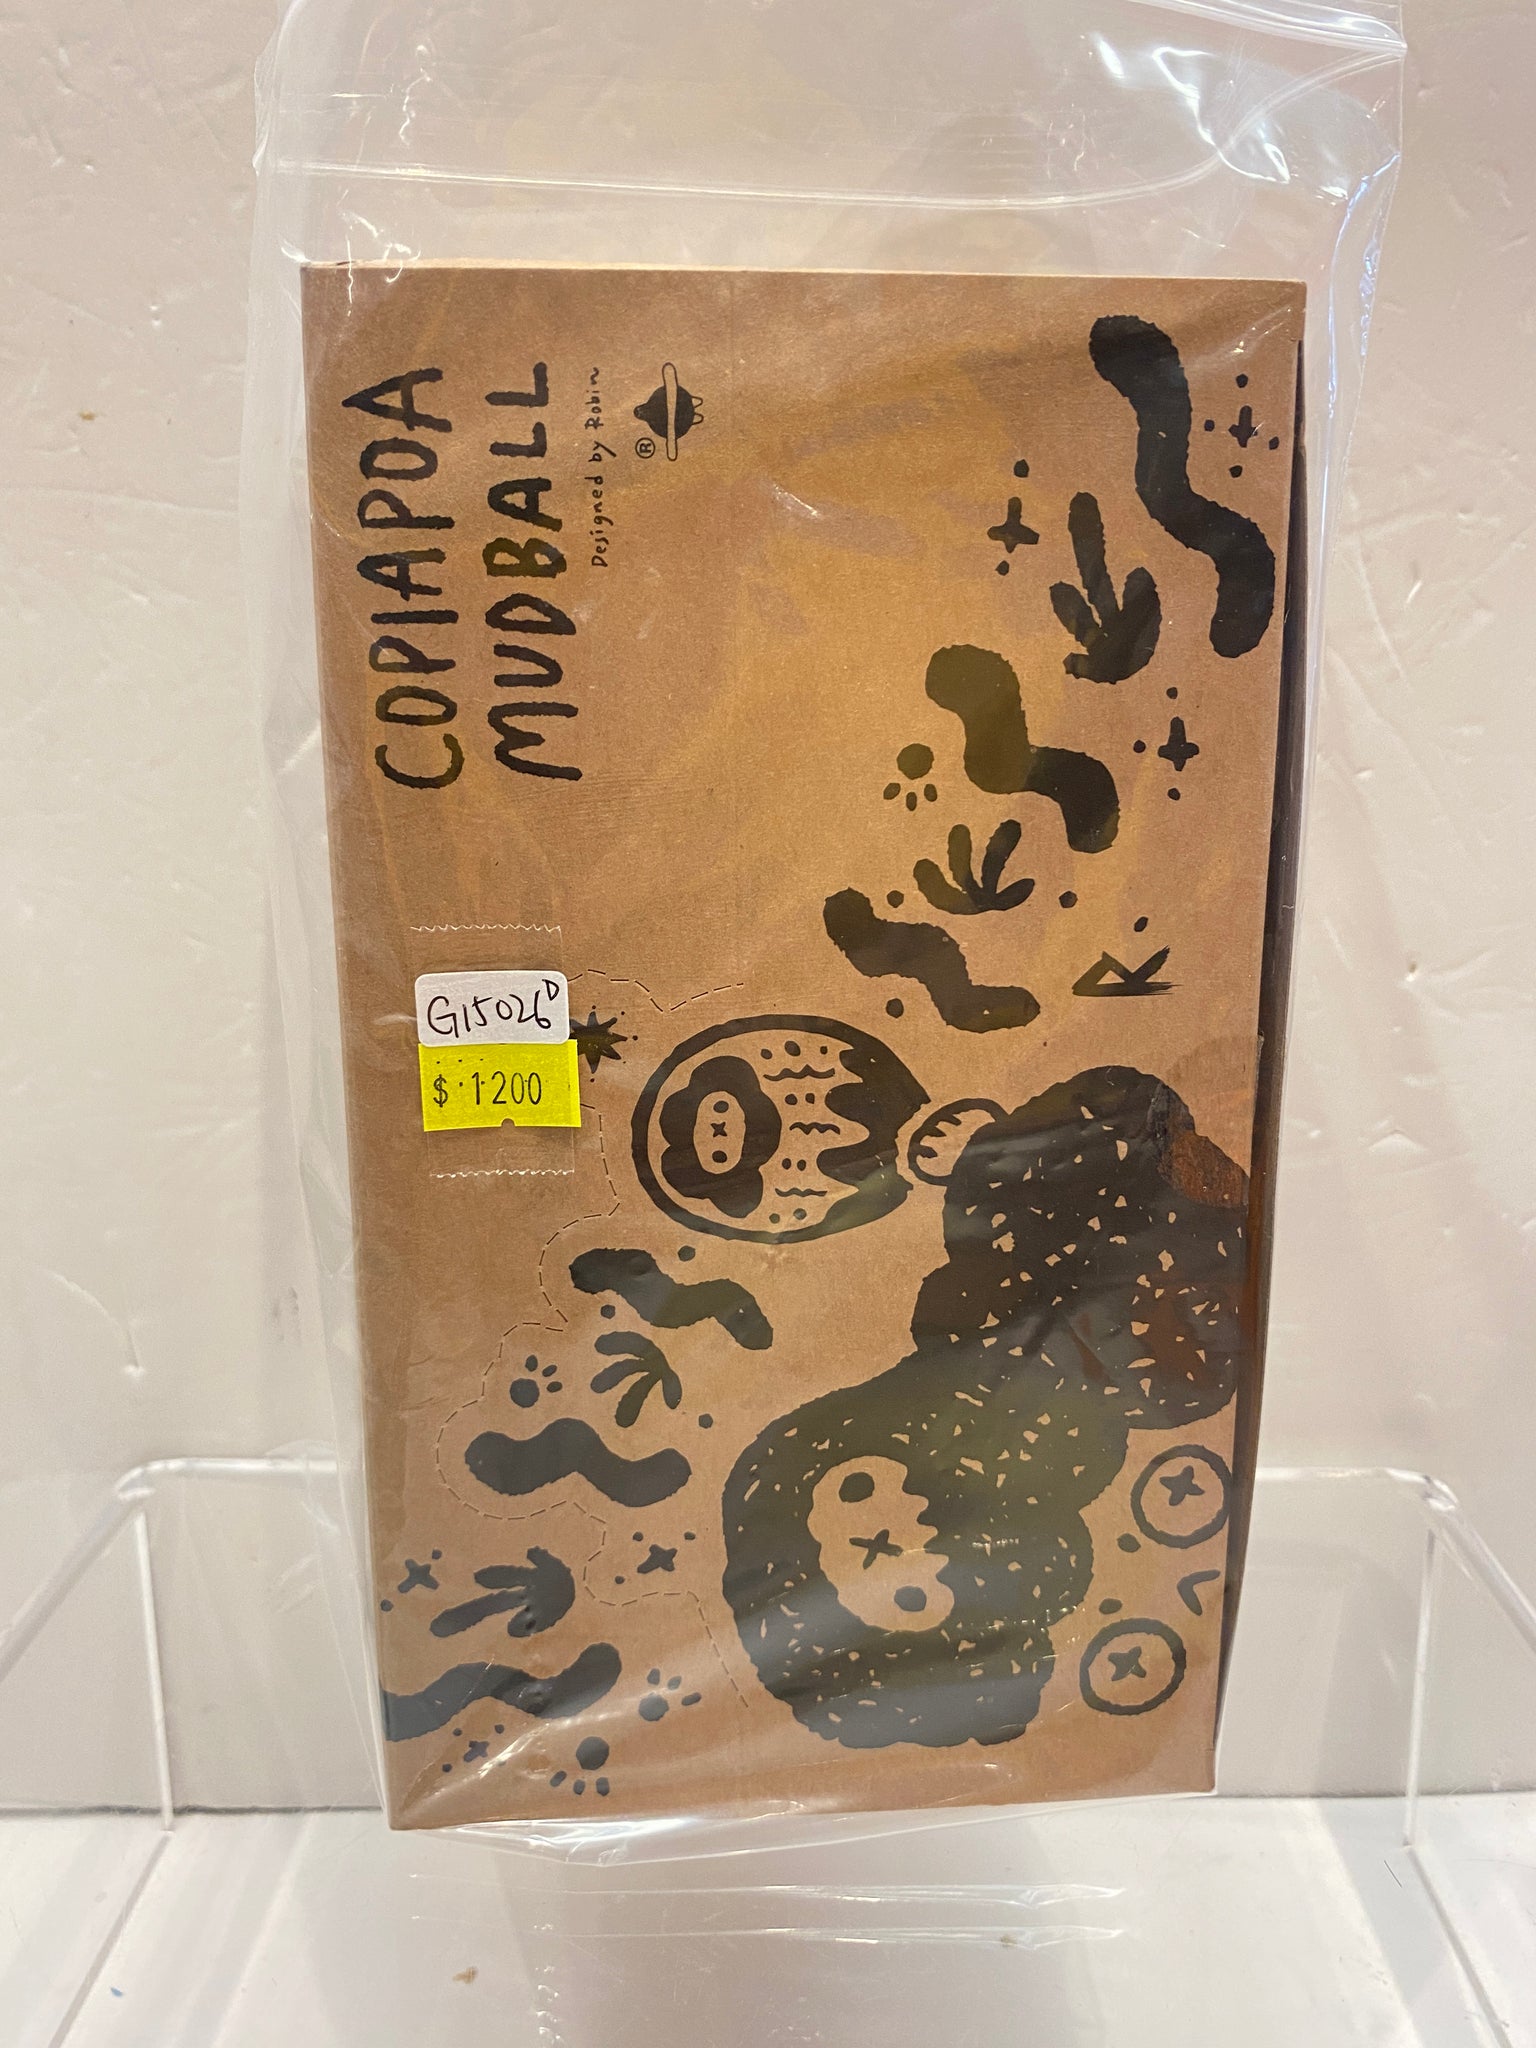 COPIAPOA
MUDBALL
Designed by Robin
®
G15026D
$ 1200
R.